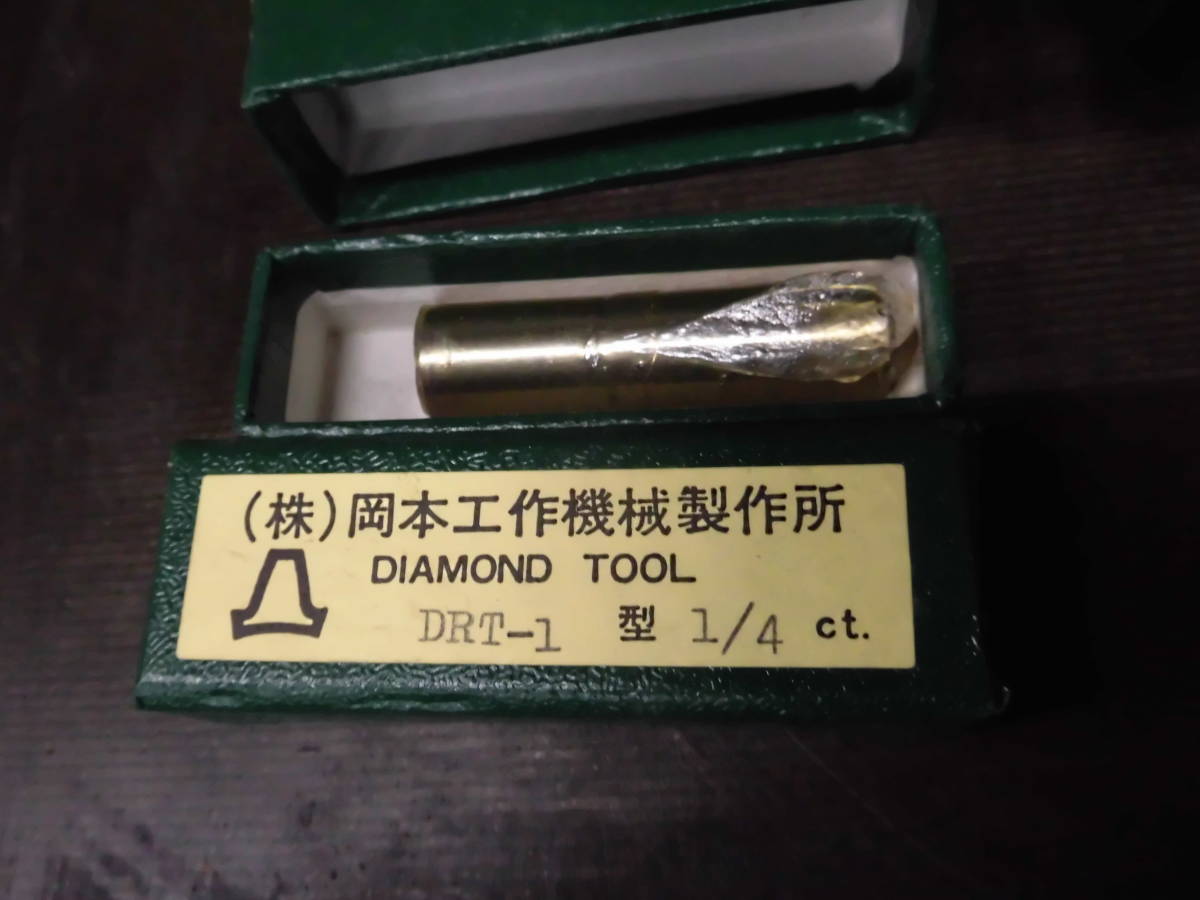 (株)岡本工作機械製作所
DIAMOND TOOL
DRT-1 型 1/4 ct.